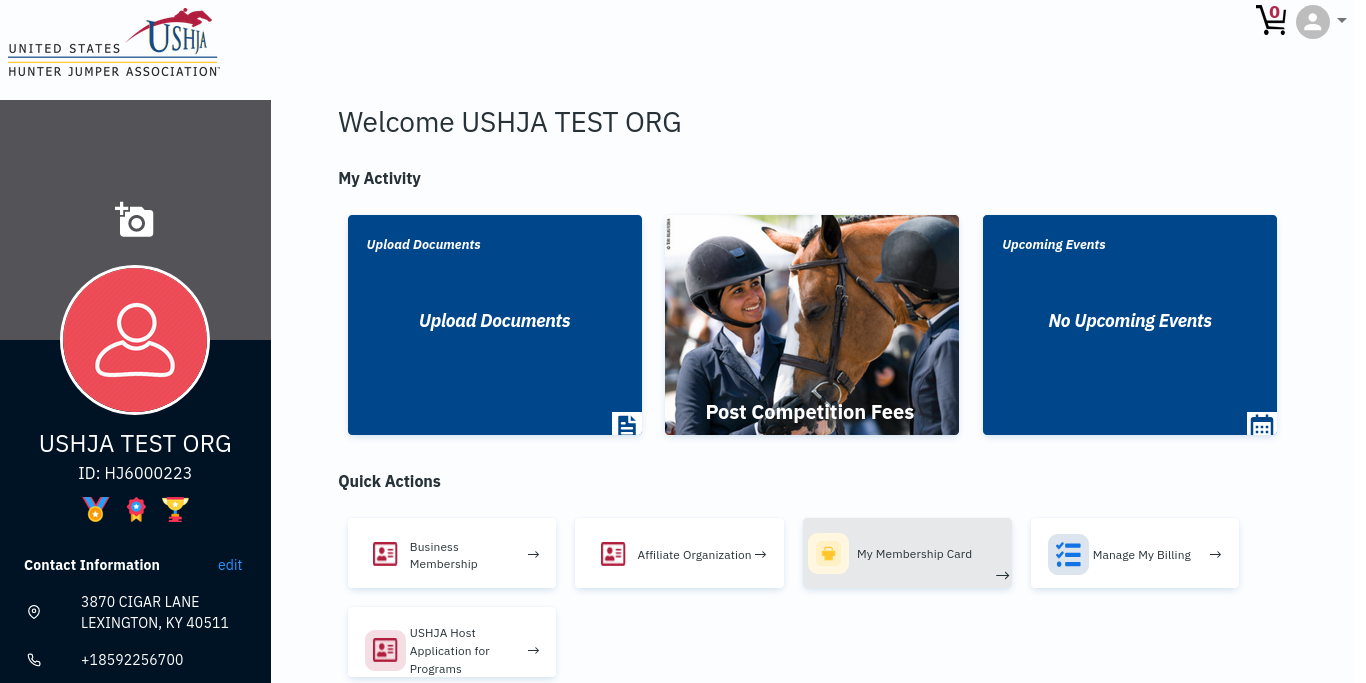 UNITED STATES USHJA
HUNTER JUMPER ASSOCIATION
0
Welcome USHJA TEST ORG
My Activity
Upload Documents
Upload Documents
Post Competition Fees
Upcoming Events
No Upcoming Events
USHJA TEST ORG
ID: HJ6000223
Contact Information edit
3870 CIGAR LANE
LEXINGTON, KY 40511
+18592256700
Quick Actions
Business
Membership
Affiliate Organization
My Membership Card
Manage My Billing
USHJA Host
Application for
Programs